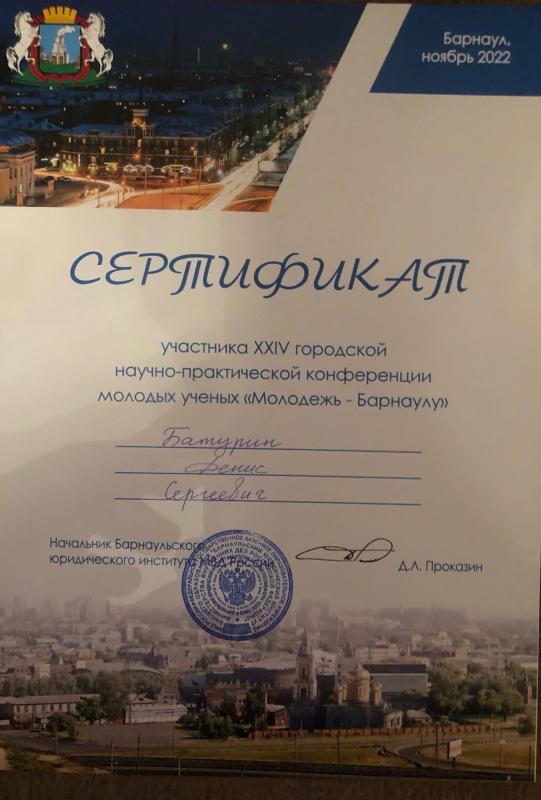 Барнаул,
ноябрь 2022
СЕРТИФИКАТ
участника XXIV городской
научно-практической конференции
молодых ученых «Молодежь - Барнаулу»
Батурин
Денис
Сергеевич
Начальник Барнаульского
юридического института МВД России
Д.Л. Проказин